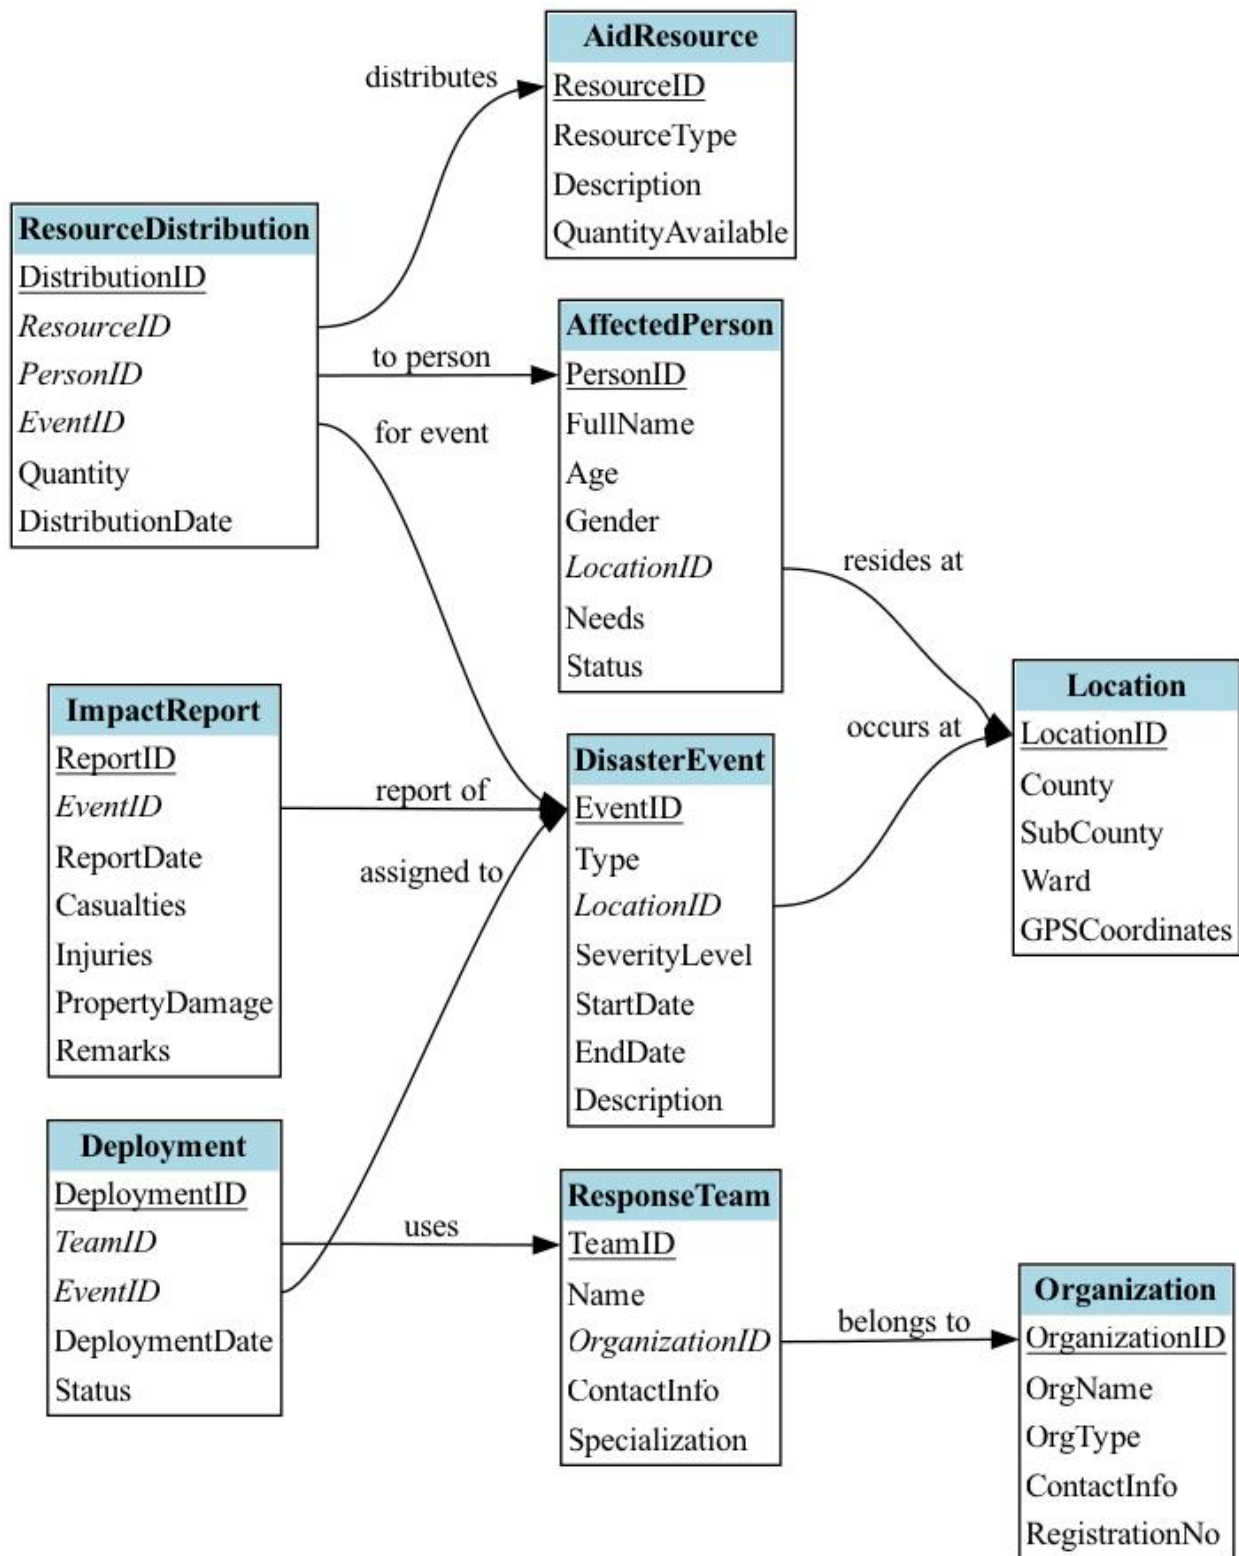 AidResource
ResourceID
ResourceType
Description
QuantityAvailable
distributes
ResourceDistribution
DistributionID
ResourceID
PersonID
EventID
Quantity
DistributionDate
to person
for event
AffectedPerson
PersonID
FullName
Age
Gender
LocationID
Needs
Status
resides at
occurs at
Location
LocationID
County
SubCounty
Ward
GPSCoordinates
ImpactReport
ReportID
EventID
ReportDate
Casualties
Injuries
PropertyDamage
Remarks
report of
assigned to
DisasterEvent
EventID
Type
LocationID
SeverityLevel
StartDate
EndDate
Description
Deployment
DeploymentID
TeamID
EventID
DeploymentDate
Status
uses
ResponseTeam
TeamID
Name
OrganizationID
ContactInfo
Specialization
belongs to
Organization
OrganizationID
OrgName
OrgType
ContactInfo
RegistrationNo